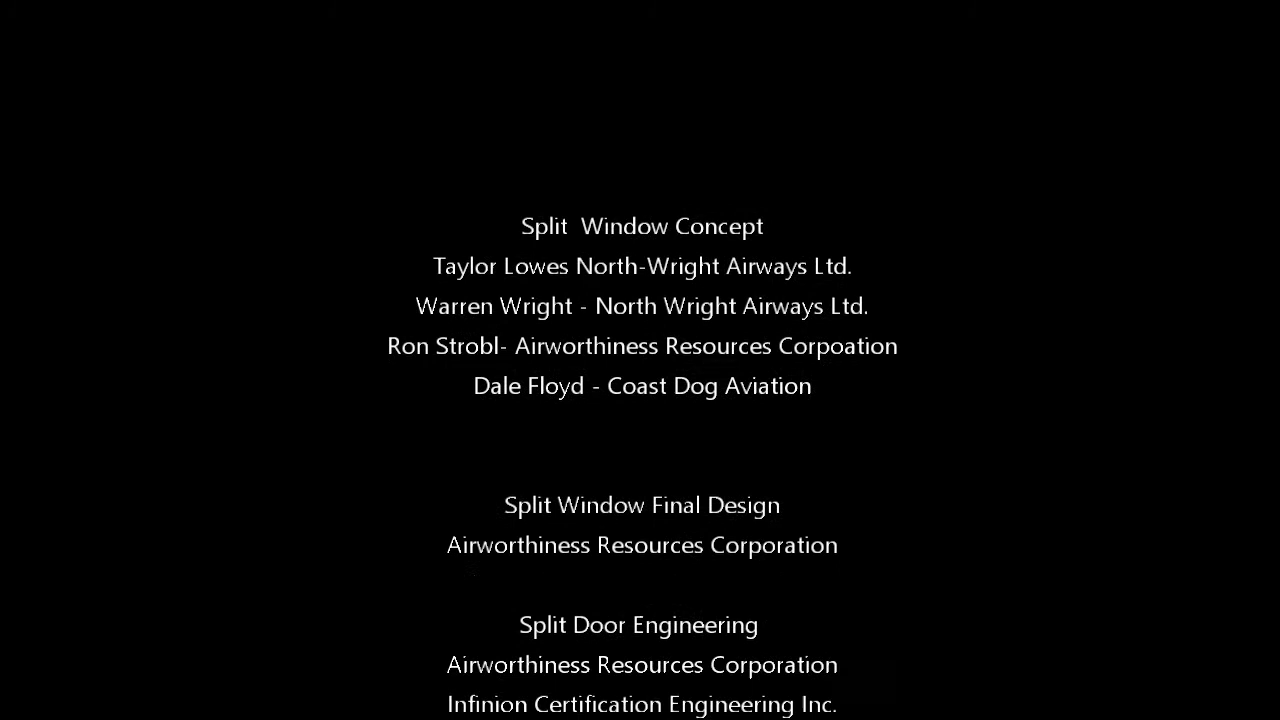 Split  Window Concept
Taylor Lowes North-Wright Airways Ltd.
Warren Wright - North Wright Airways Ltd.
Ron Strobl- Airworthiness Resources Corpoation
Dale Floyd - Coast Dog Aviation
Split Window Final Design
Airworthiness Resources Corporation
Split Door Engineering
Airworthiness Resources Corporation
Infinion Certification Engineering Inc.